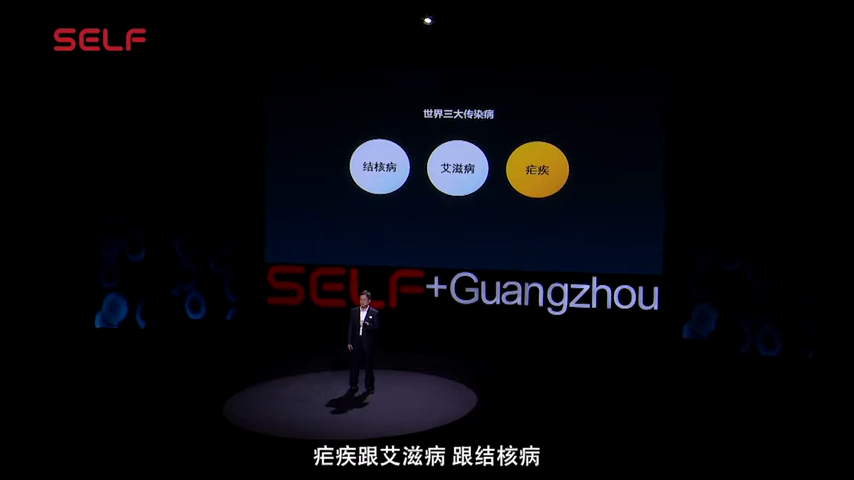 SELF
世界三大传染病
结核病 艾滋病 疟疾
SELF+Guangzhou
疟疾跟艾滋病 跟结核病